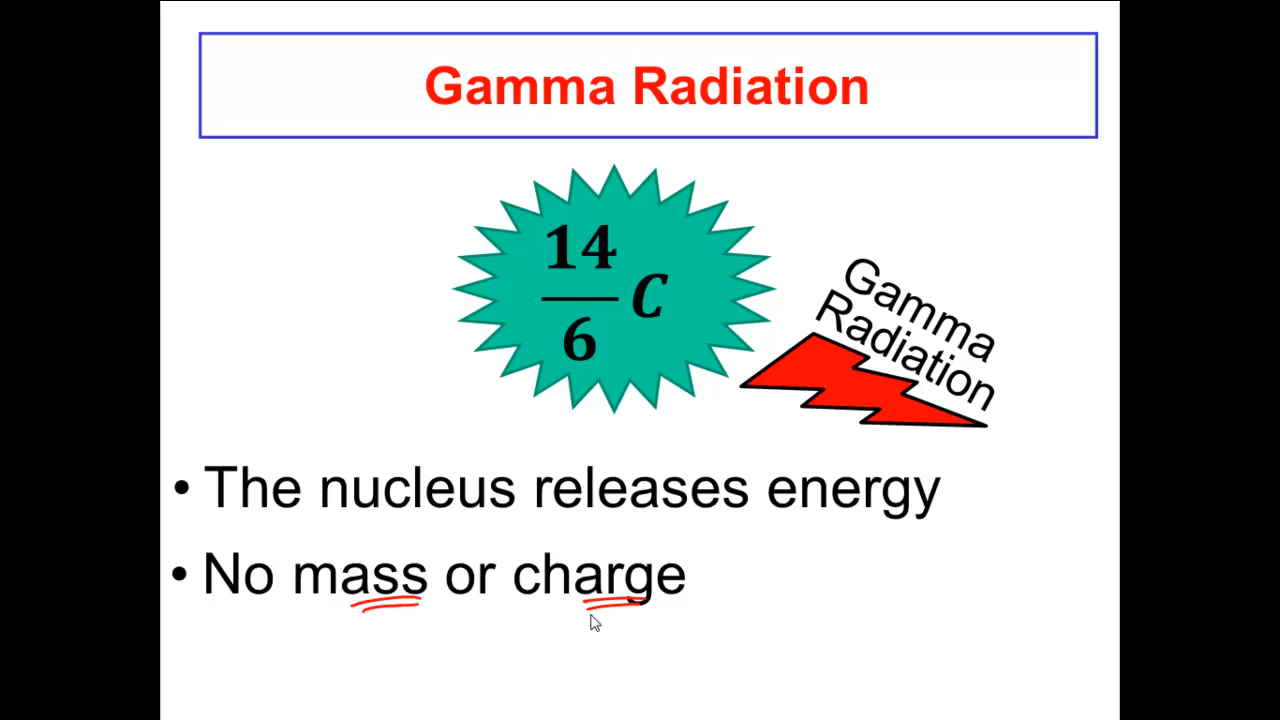 Gamma Radiation
14
6
C
Gamma
Radiation
• The nucleus releases energy
• No mass or charge